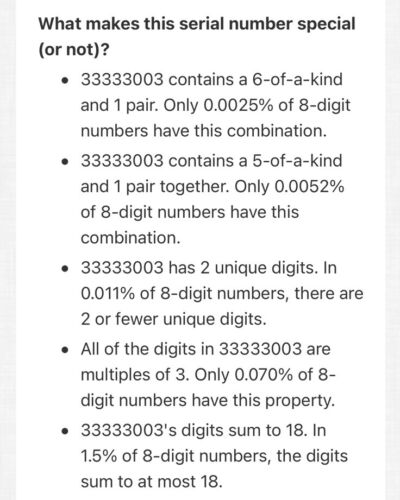 What makes this serial number special
(or not)?
• 33333003 contains a 6-of-a-kind
and 1 pair. Only 0.0025% of 8-digit
numbers have this combination.
• 33333003 contains a 5-of-a-kind
and 1 pair together. Only 0.0052%
of 8-digit numbers have this
combination.
• 33333003 has 2 unique digits. In
0.011% of 8-digit numbers, there are
2 or fewer unique digits.
• All of the digits in 33333003 are
multiples of 3. Only 0.070% of 8-
digit numbers have this property.
• 33333003's digits sum to 18. In
1.5% of 8-digit numbers, the digits
sum to at most 18.